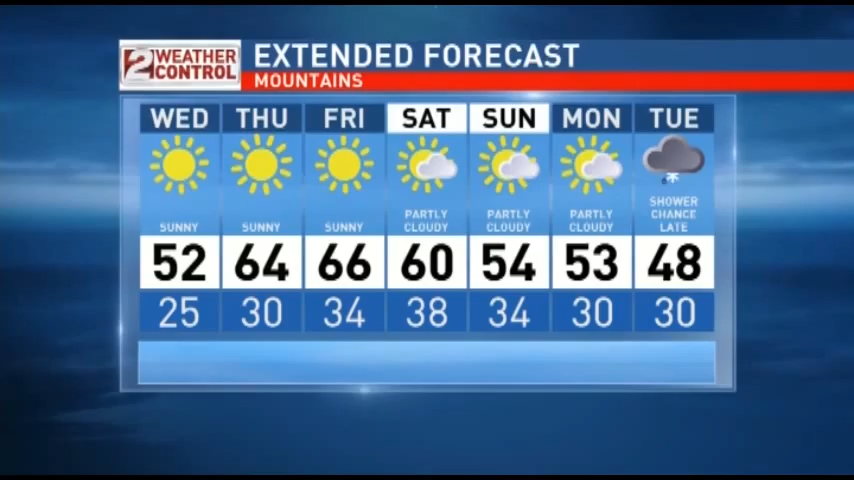 2 WEATHER
CONTROL
EXTENDED FORECAST
MOUNTAINS
WED THU FRI SAT SUN MON TUE
SUNNY SUNNY SUNNY PARTLY CLOUDY PARTLY CLOUDY PARTLY CLOUDY SHOWER CHANCE LATE
52 64 66 60 54 53 48
25 30 34 38 34 30 30